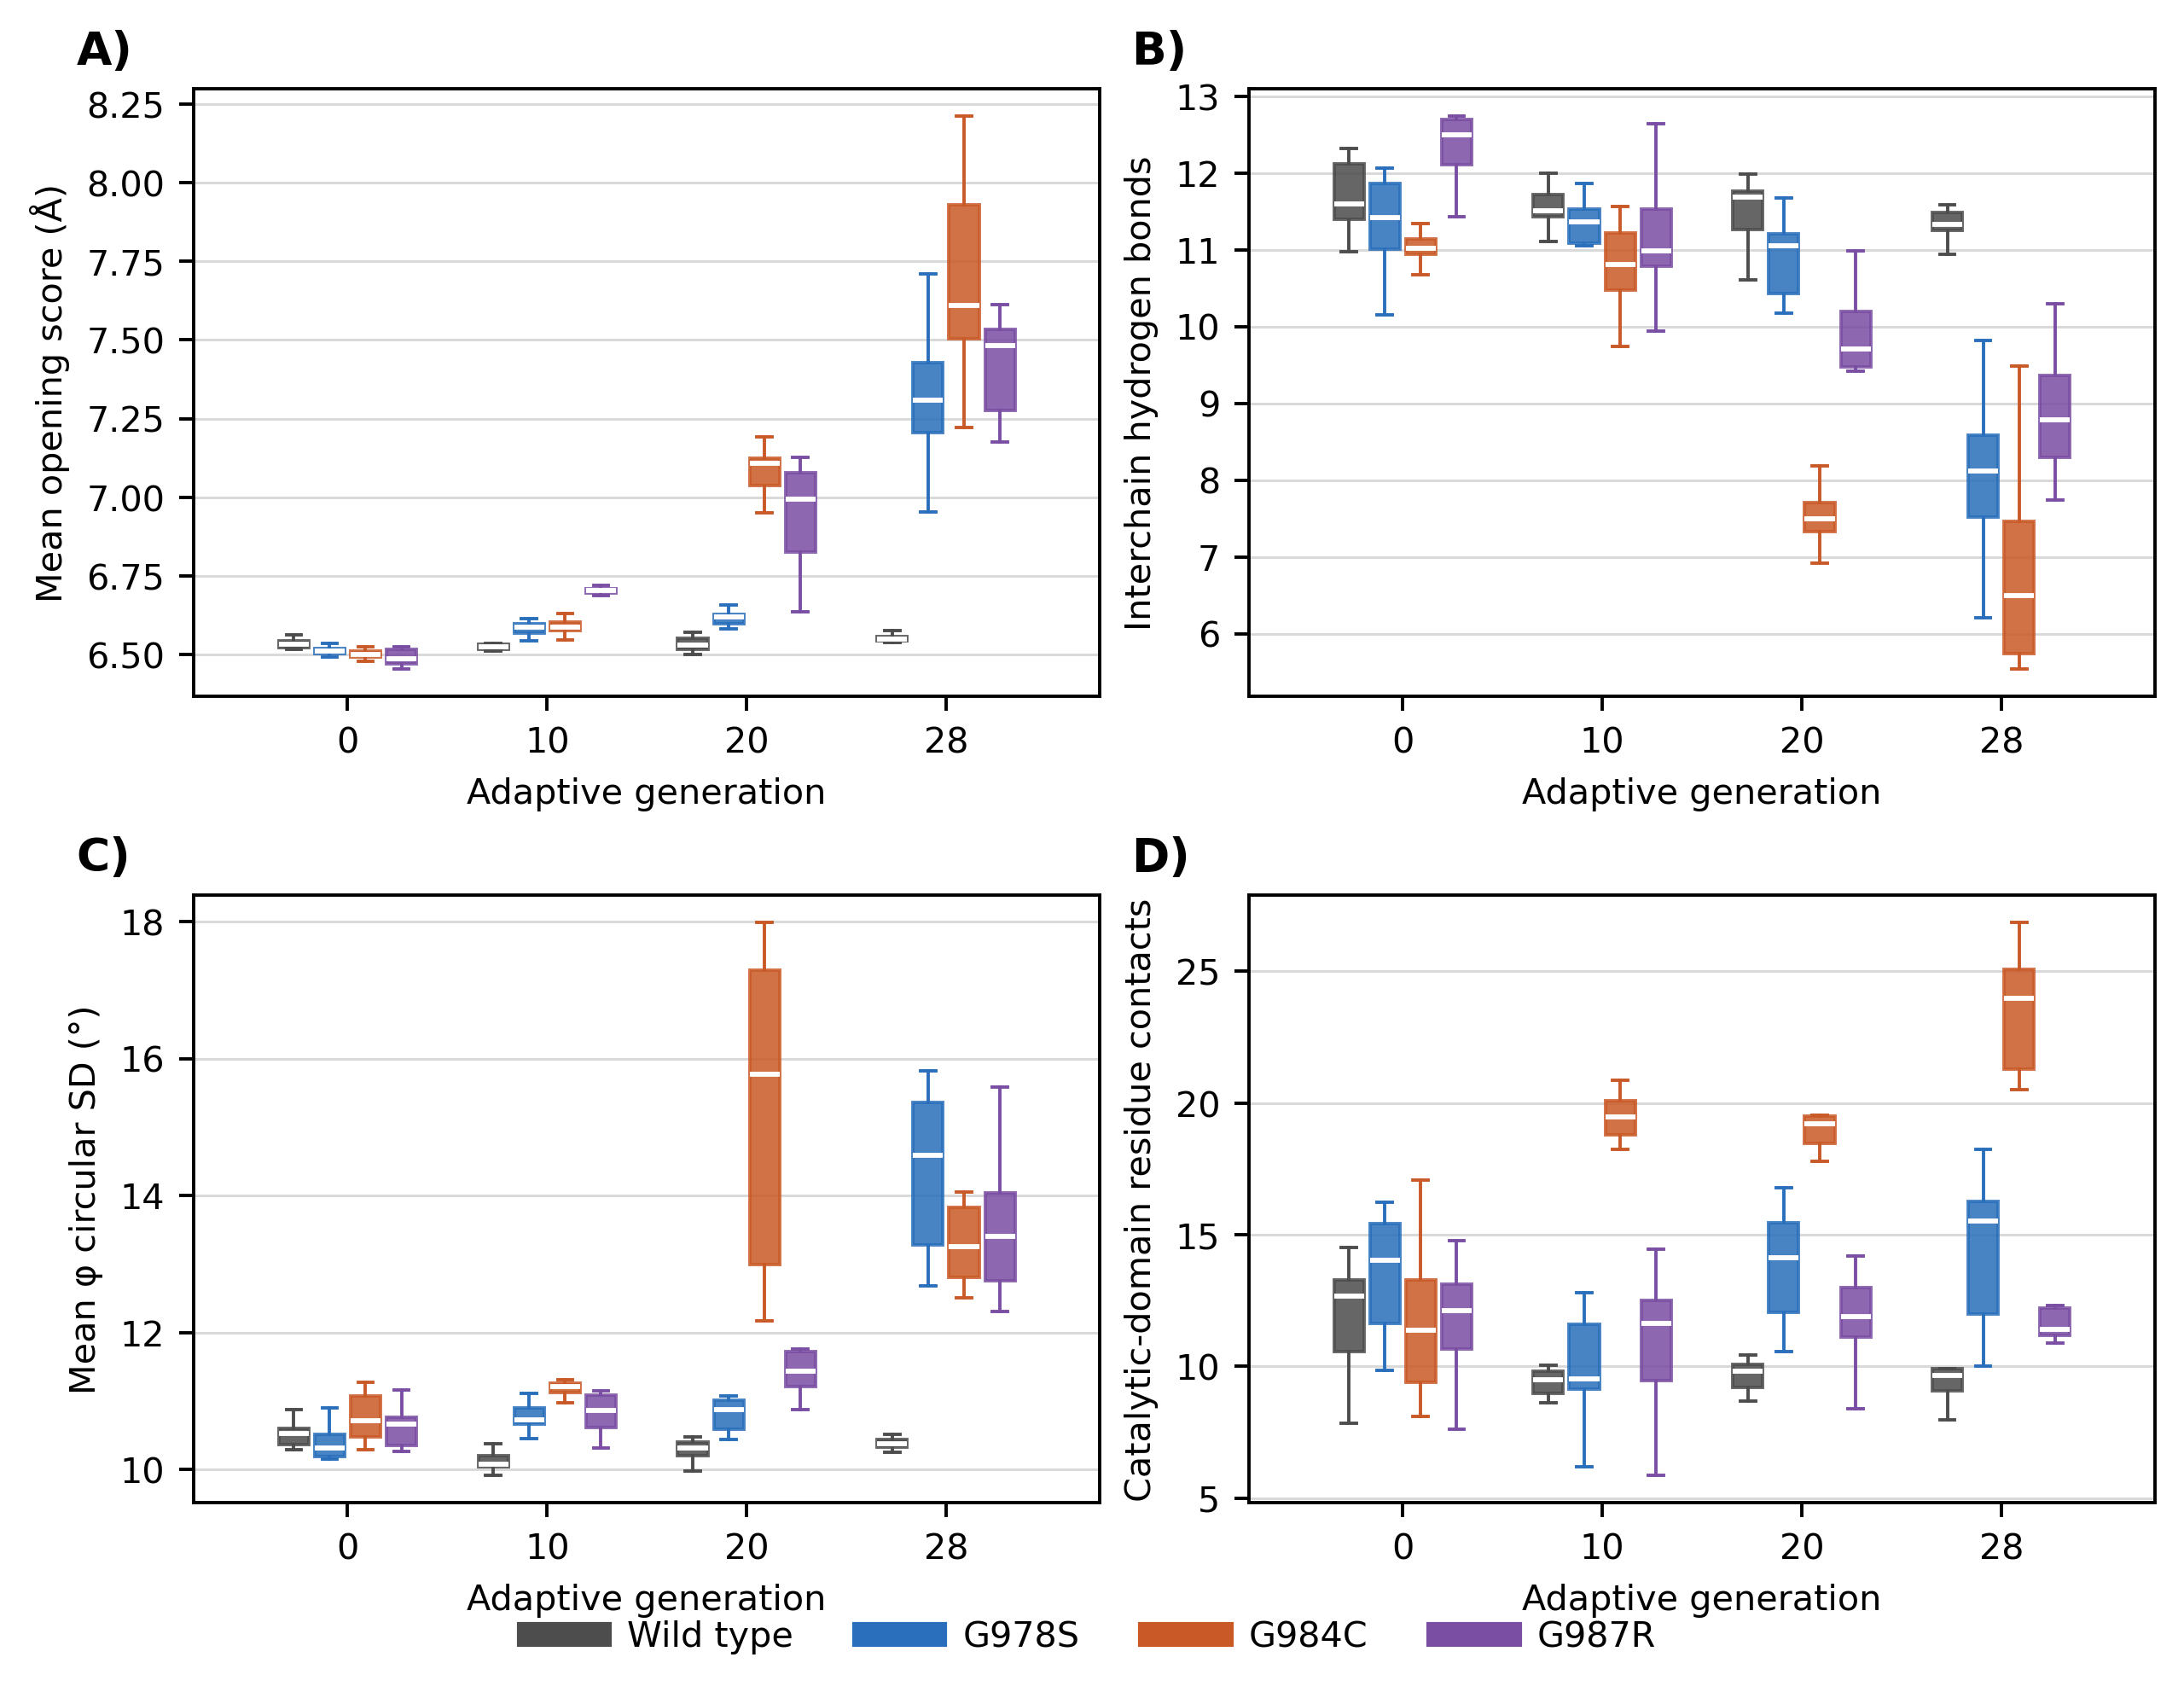 A)
8.25
8.00
7.75
7.50
7.25
7.00
6.75
6.50
Mean opening score (Å)
0 10 20 28
Adaptive generation
B)
13
12
11
10
9
8
7
6
Interchain hydrogen bonds
0 10 20 28
Adaptive generation
C)
18
16
14
12
10
Mean φ circular SD (°)
0 10 20 28
Adaptive generation
D)
25
20
15
10
5
Catalytic-domain residue contacts
0 10 20 28
Adaptive generation
Wild type G978S G984C G987R